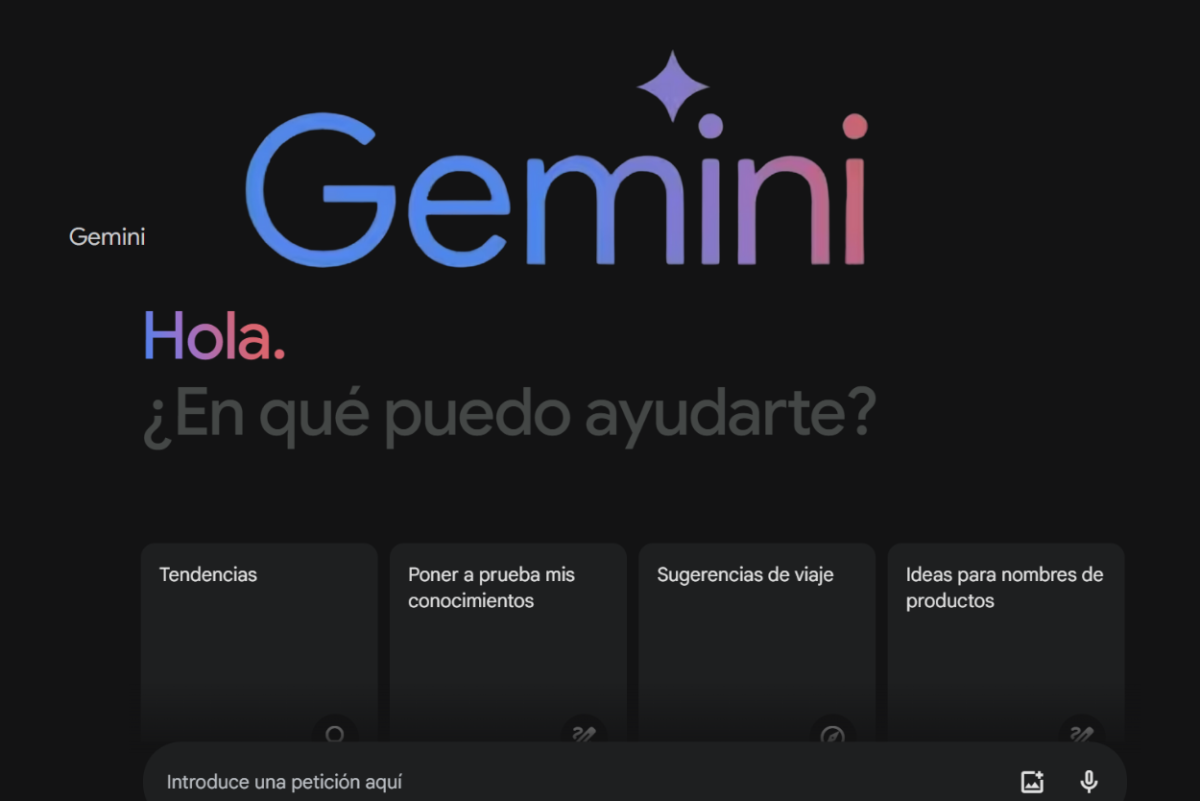 Gemini
Gemini
Hola.
¿En qué puedo ayudarte?
Tendencias
Poner a prueba mis
conocimientos
Sugerencias de viaje
Ideas para nombres de
productos
Introduce una petición aquí